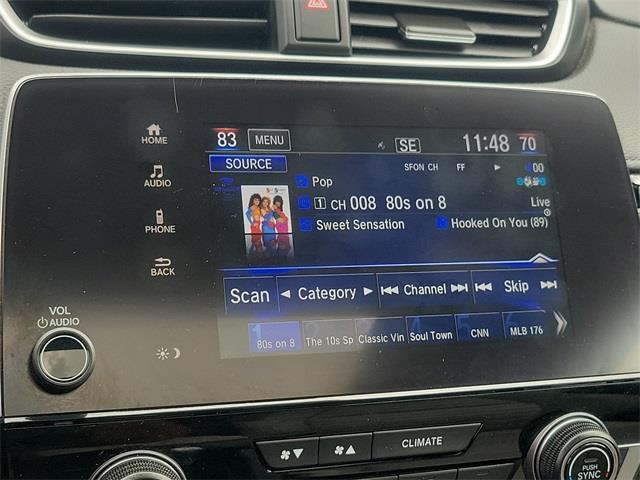 83 MENU SE 11:48 70
HOME
SOURCE
SFON CH FF 00
Pop
AUDIO
1 CH 008 80s on 8 Live
Sweet Sensation Hooked On You (89)
PHONE
BACK
Scan Category Channel Skip
VOL
AUDIO
1 80s on 8 The 10s Sp Classic Vin Soul Town CNN MLB 176
CLIMATE
PUSH
SYNC